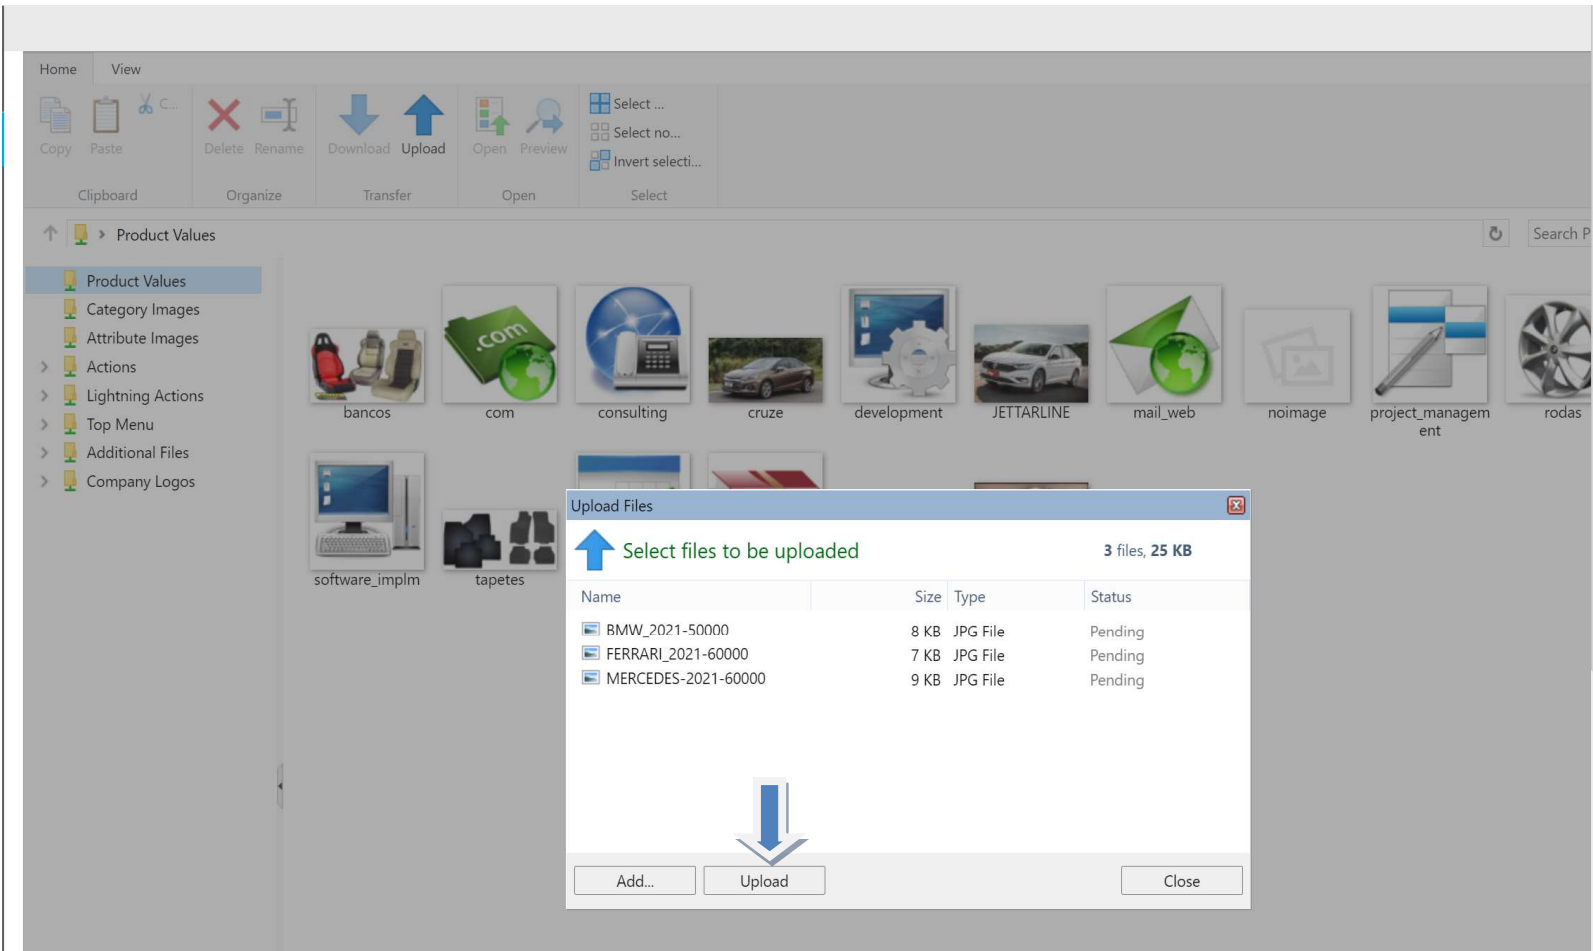 Home View
C...
Copy Paste Delete Rename Download Upload Open Preview
Select ...
Select no...
Invert selecti...
Clipboard Organize Transfer Open Select
Product Values
Search P
Product Values
Category Images
Attribute Images
Actions
Lightning Actions
Top Menu
Additional Files
Company Logos
.com
bancos com consulting cruze development JETTARLINE mail_web noimage project_managem
ent
rodas
software_implm tapetes
Upload Files
Select files to be uploaded
3 files, 25 KB
Name Size Type Status
BMW_2021-50000 8 KB JPG File Pending
FERRARI_2021-60000 7 KB JPG File Pending
MERCEDES-2021-60000 9 KB JPG File Pending
Add... Upload Close